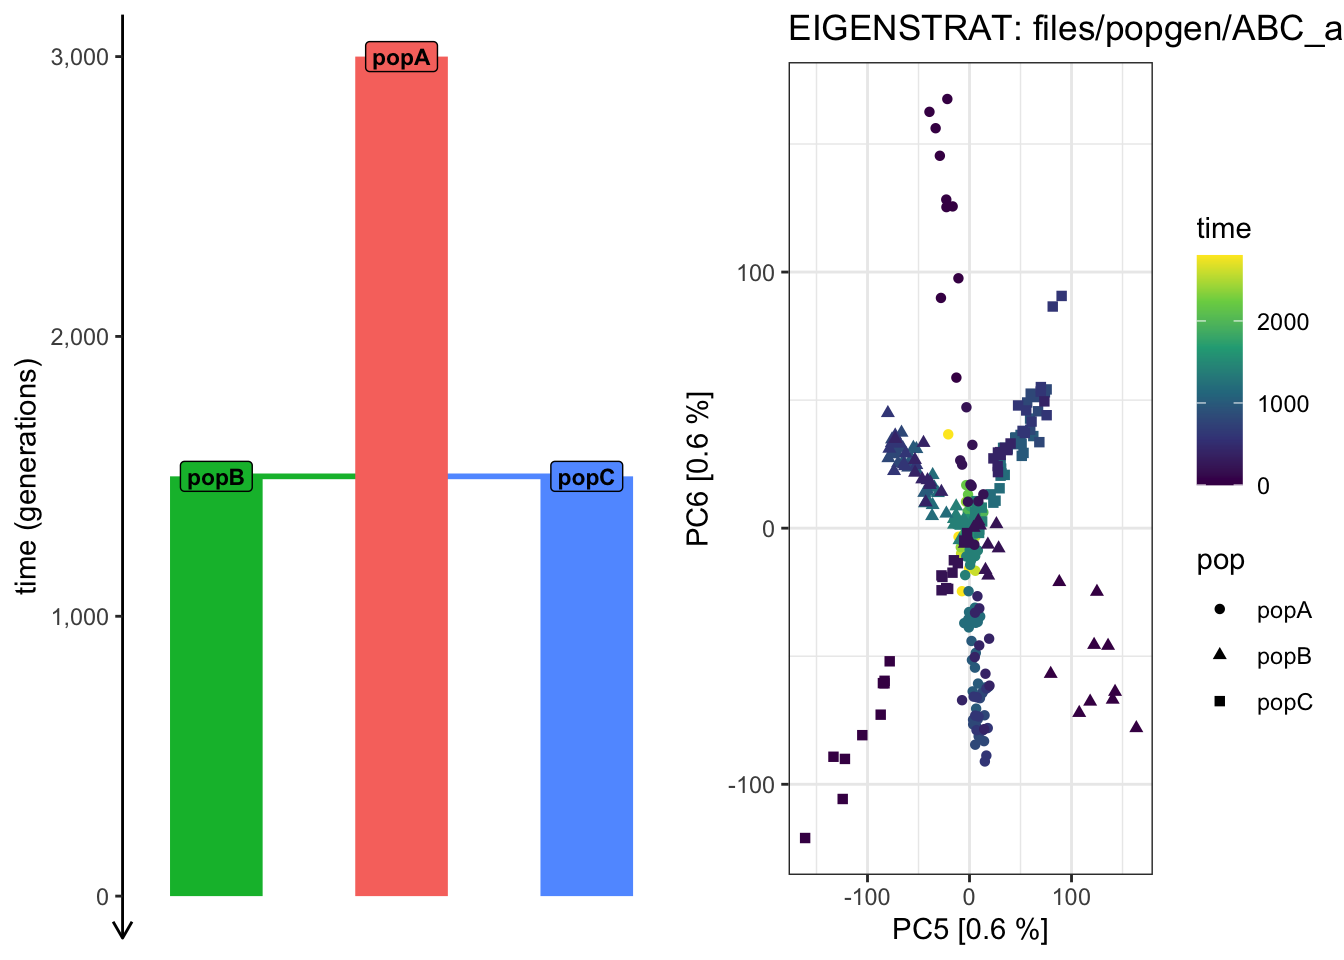 time (generations)
3,000
2,000
1,000
0
popA
popB
popC
EIGENSTRAT: files/popgen/ABC_a
PC6 [0.6 %]
100
0
-100
-100
0
100
PC5 [0.6 %]
time
2000
1000
0
pop
popA
popB
popC